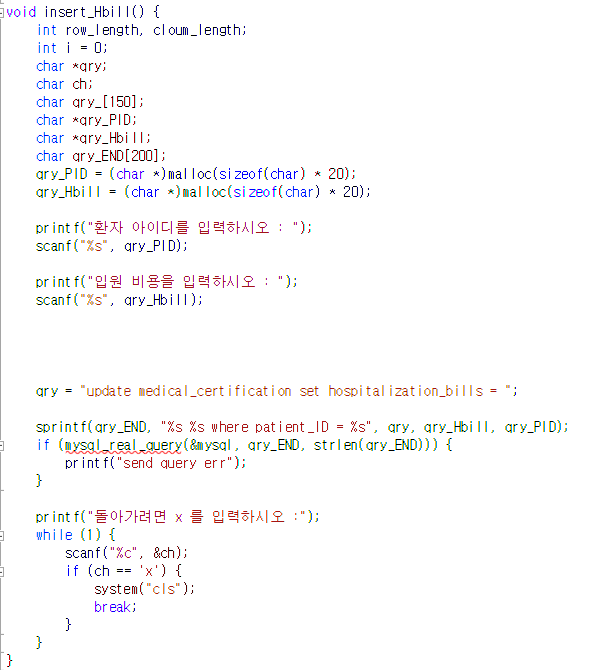 void insert_Hbill() {
    int row_length, cloum_length;
    int i = 0;
    char *qry;
    char ch;
    char qry_[150];
    char *qry_PID;
    char *qry_Hbill;
    char qry_END[200];
    qry_PID = (char *)malloc(sizeof(char) * 20);
    qry_Hbill = (char *)malloc(sizeof(char) * 20);
    printf("환자 아이디를 입력하시오 : ");
    scanf("%s", qry_PID);
    printf("입원 비용을 입력하시오 : ");
    scanf("%s", qry_Hbill);
    qry = "update medical_certification set hospitalization_bills = ";
    sprintf(qry_END, "%s %s where patient_ID = %s", qry, qry_Hbill, qry_PID);
    if (mysql_real_query(&mysql, qry_END, strlen(qry_END))) {
        printf("send query err");
    }
    printf("돌아가려면 x 를 입력하시오 :");
    while (1) {
        scanf("%c", &ch);
        if (ch == 'x') {
            system("cls");
            break;
        }
    }
}